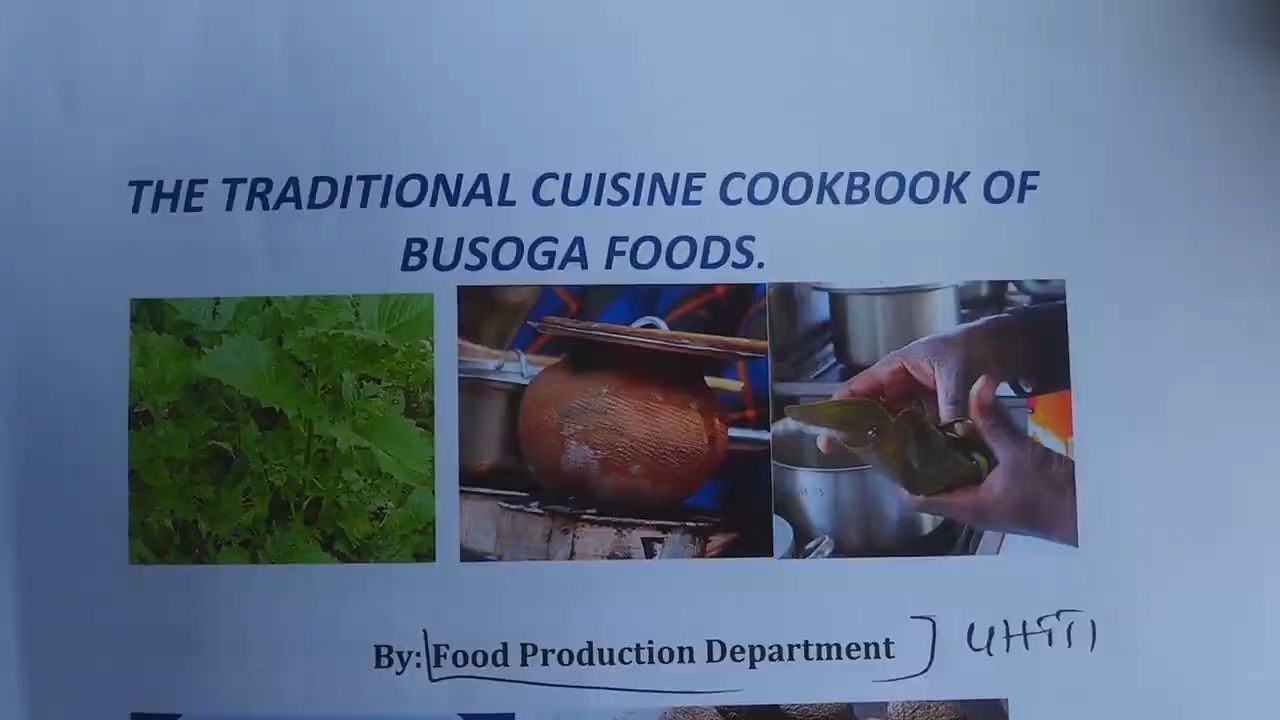 THE TRADITIONAL CUISINE COOKBOOK OF
BUSOGA FOODS.
By: Food Production Department UHTTI